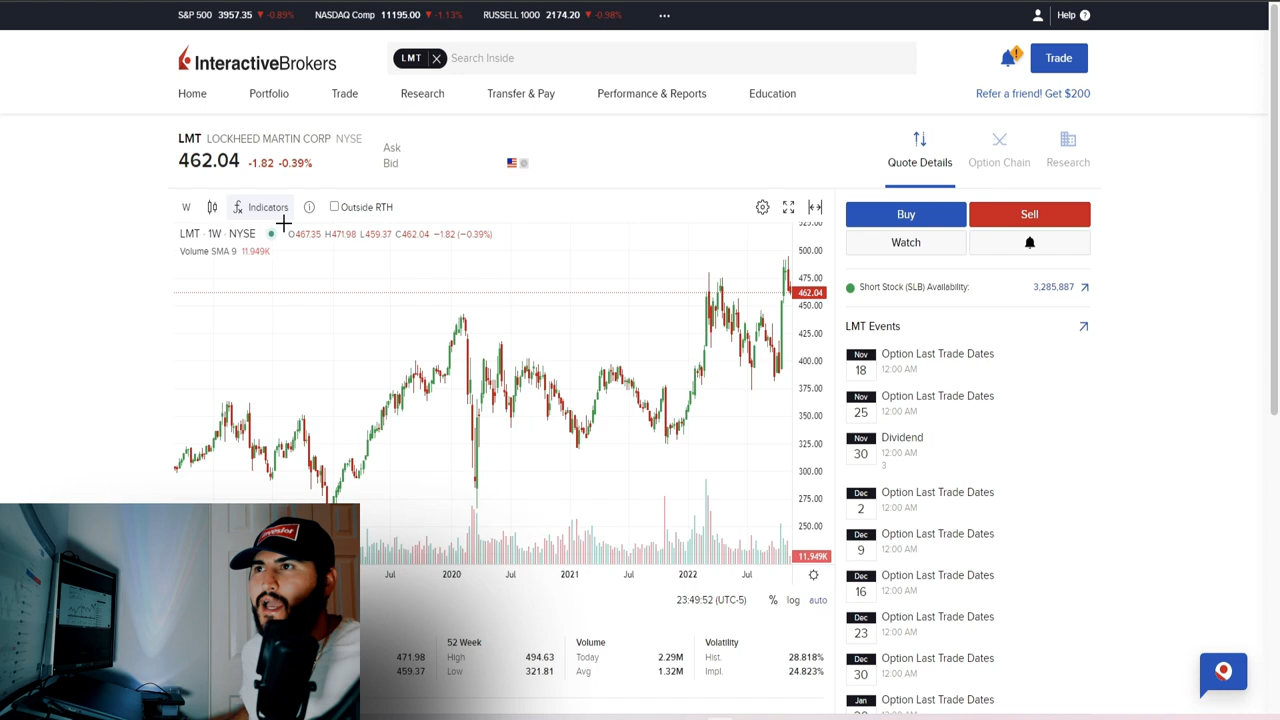 S&P 500 3957.35 ▼ -0.89% NASDAQ Comp 11195.00 ▼ -1.13% RUSSELL 1000 2174.20 ▼ -0.98% ••• Help ?
InteractiveBrokers LMT Search Inside Trade
Home Portfolio Trade Research Transfer & Pay Performance & Reports Education Refer a friend! Get $200
LMT LOCKHEED MARTIN CORP NYSE
462.04 -1.82 -0.39%
Ask
Bid
Quote Details Option Chain Research
W Indicators Outside RTH
LMT · 1W · NYSE O467.35 H471.98 L459.37 C462.04 −1.82 (−0.39%)
Volume SMA 9 11.949K
525.00
500.00
475.00
462.04
450.00
425.00
400.00
375.00
350.00
325.00
300.00
275.00
250.00
11.949K
Jul 2020 Jul 2021 Jul 2022 Jul
23:49:52 (UTC-5) % log auto
471.98
459.37
52 Week
High 494.63
Low 321.81
Volume
Today 2.29M
Avg 1.32M
Volatility
Hist. 28.818%
Impl. 24.823%
Buy Sell
Watch
Short Stock (SLB) Availability: 3,285,887
LMT Events
Nov 18 Option Last Trade Dates
12:00 AM
Nov 25 Option Last Trade Dates
12:00 AM
Nov 30 Dividend
12:00 AM
3
Dec 2 Option Last Trade Dates
12:00 AM
Dec 9 Option Last Trade Dates
12:00 AM
Dec 16 Option Last Trade Dates
12:00 AM
Dec 23 Option Last Trade Dates
12:00 AM
Dec 30 Option Last Trade Dates
12:00 AM
Jan Option Last Trade Dates
investor